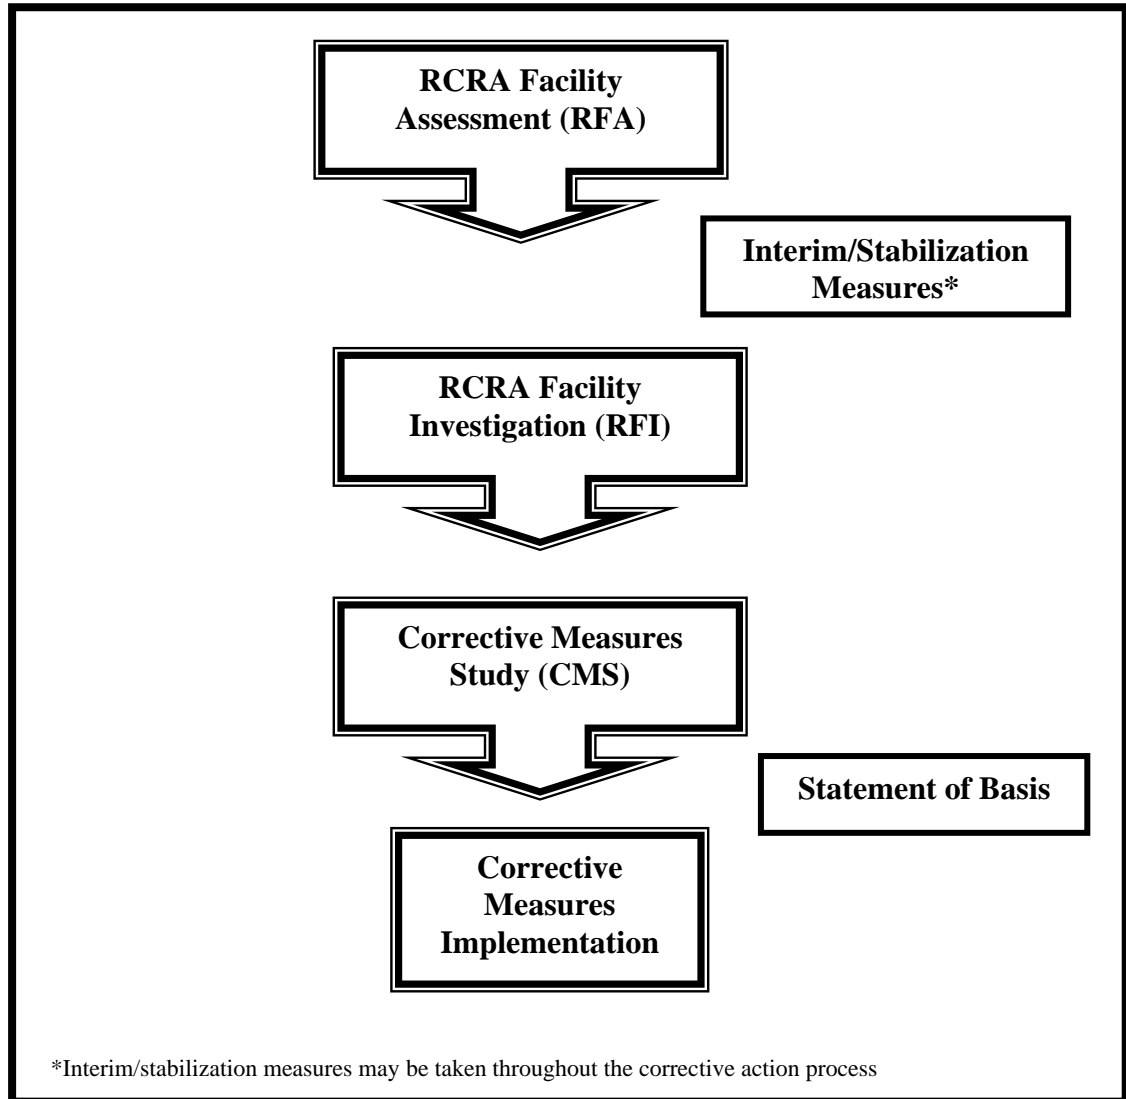 RCRA Facility
Assessment (RFA)
Interim/Stabilization
Measures*
RCRA Facility
Investigation (RFI)
Corrective Measures
Study (CMS)
Statement of Basis
Corrective
Measures
Implementation
*Interim/stabilization measures may be taken throughout the corrective action process